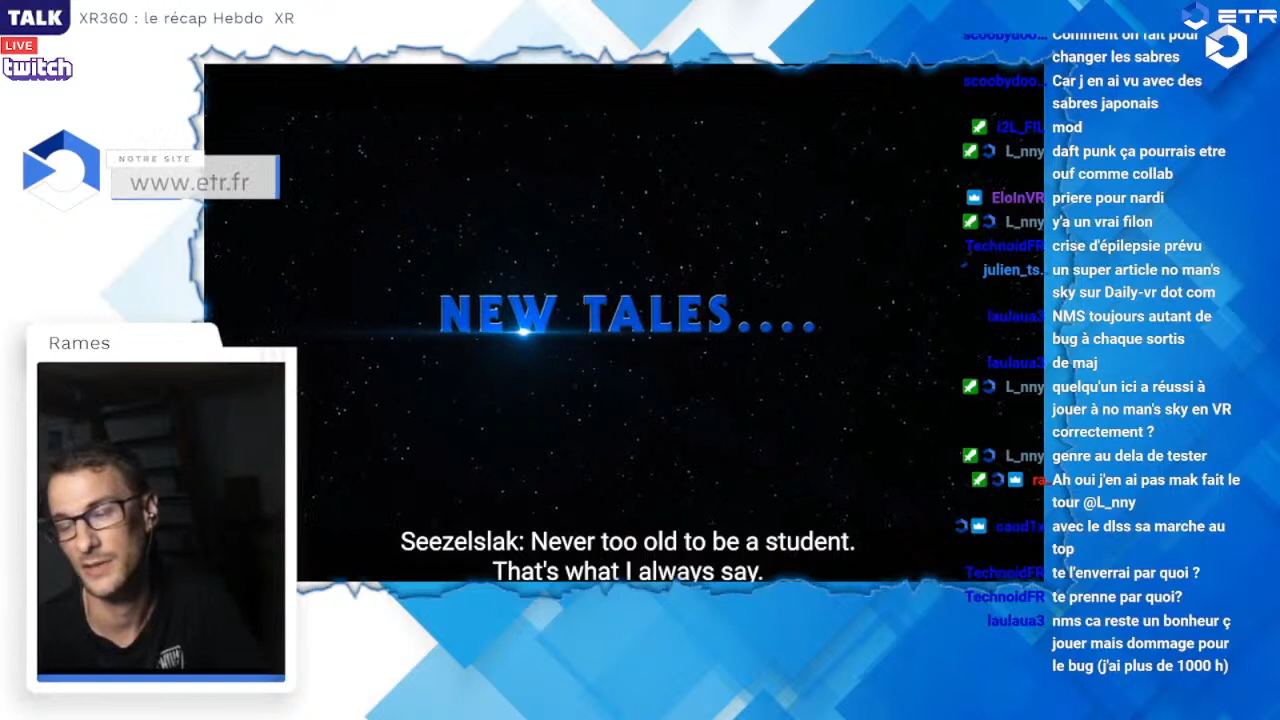 TALK
XR360 : le récap Hebdo XR
LIVE
twitch
ETR
NOTRE SITE
www.etr.fr
Rames
NEW TALES....
Seezelslak: Never too old to be a student.
That's what I always say.
scoobydoo... Comment on fait pour
changer les sabres
scoobydoo... Car j en ai vu avec des
sabres japonais
i2L_FIL mod
L_nny daft punk ça pourrais etre
ouf comme collab
EloInVR priere pour nardi
L_nny y'a un vrai filon
TechnoidFR crise d'épilepsie prévu
julien_ts. un super article no man's
sky sur Daily-vr dot com
laulaua3 NMS toujours autant de
bug à chaque sortis
laulaua3 de maj
L_nny quelqu'un ici a réussi à
jouer à no man's sky en VR
correctement ?
L_nny genre au dela de tester
ra Ah oui j'en ai pas mak fait le
tour @L_nny
caud1x avec le dlss sa marche au
top
TechnoidFR te l'enverrai par quoi ?
TechnoidFR te prenne par quoi?
laulaua3 nms ca reste un bonheur ç
jouer mais dommage pour
le bug (j'ai plus de 1000 h)